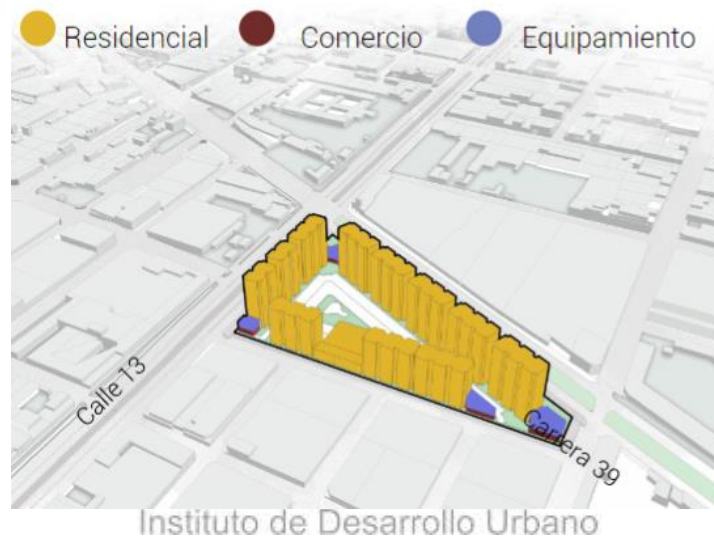 Residencial Comercio Equipamiento
Calle 13
Carrera 39
Instituto de Desarrollo Urbano